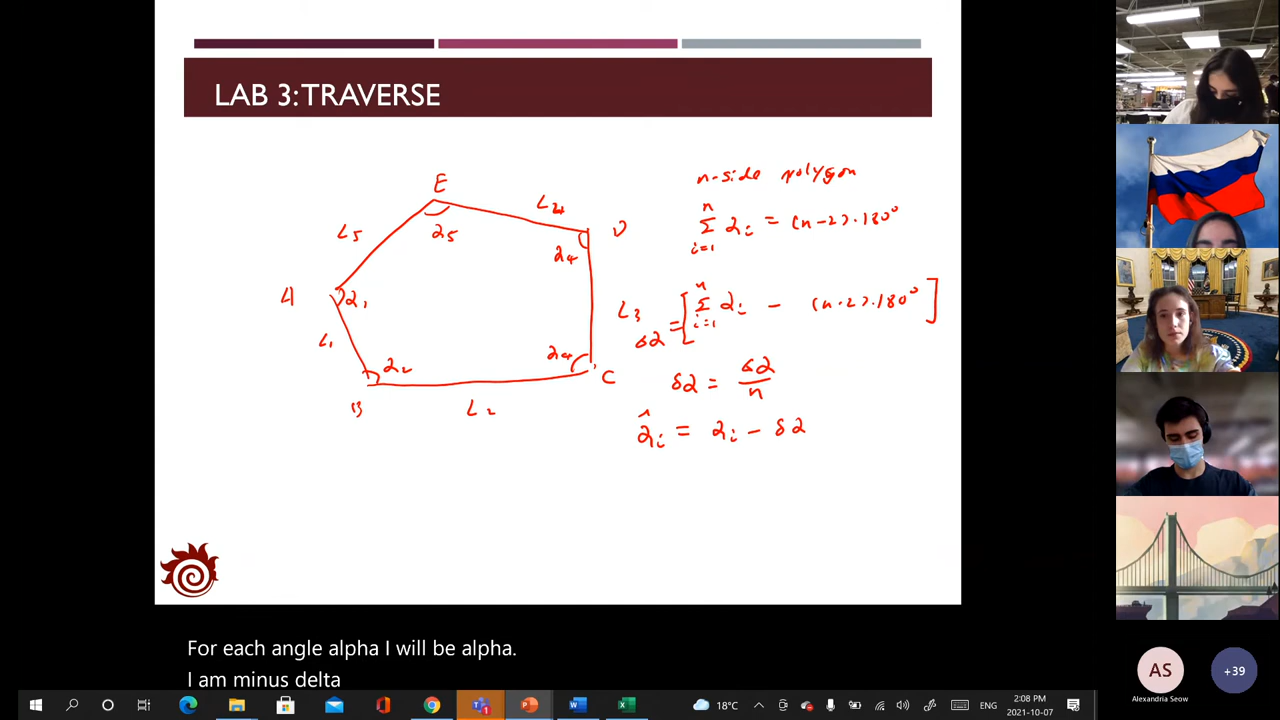 LAB 3: TRAVERSE
E
L4
D
L5
α5
α4
A
α1
L3
L1
α2
α4
C
B
L2
n-side polygon
n
Σ αi = (n-2)·180°
i=1
Δα = [ Σ αi - (n-2)·180° ]
n
i=1
δα = Δα / n
α̂i = αi - δα
For each angle alpha I will be alpha.
I am minus delta
AS
+39
Alexandria Seow
1
18°C
ENG
2:08 PM
2021-10-07